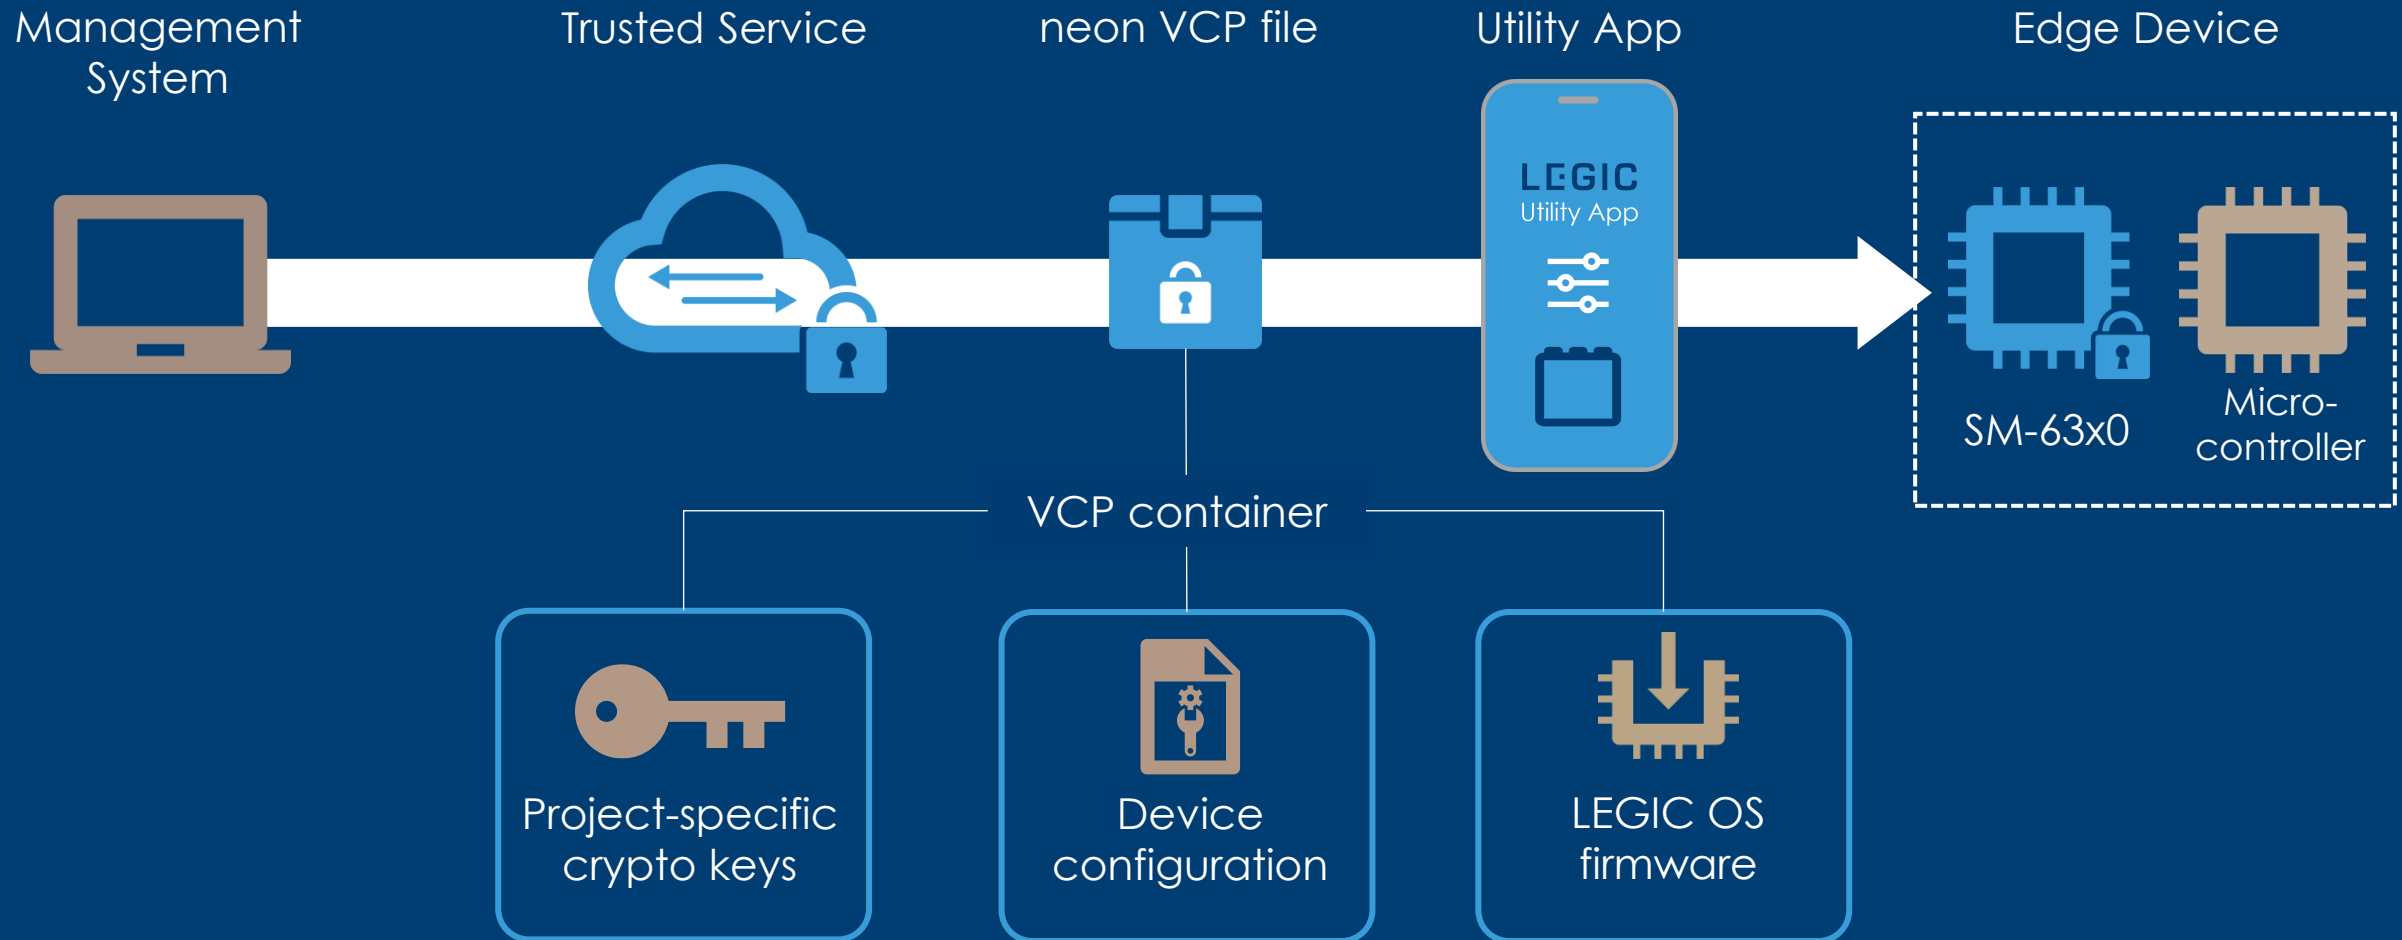 Management
System
Trusted Service
neon VCP file
Utility App
Edge Device
LEGIC
Utility App
SM-63x0
Micro-
controller
VCP container
Project-specific
crypto keys
Device
configuration
LEGIC OS
firmware